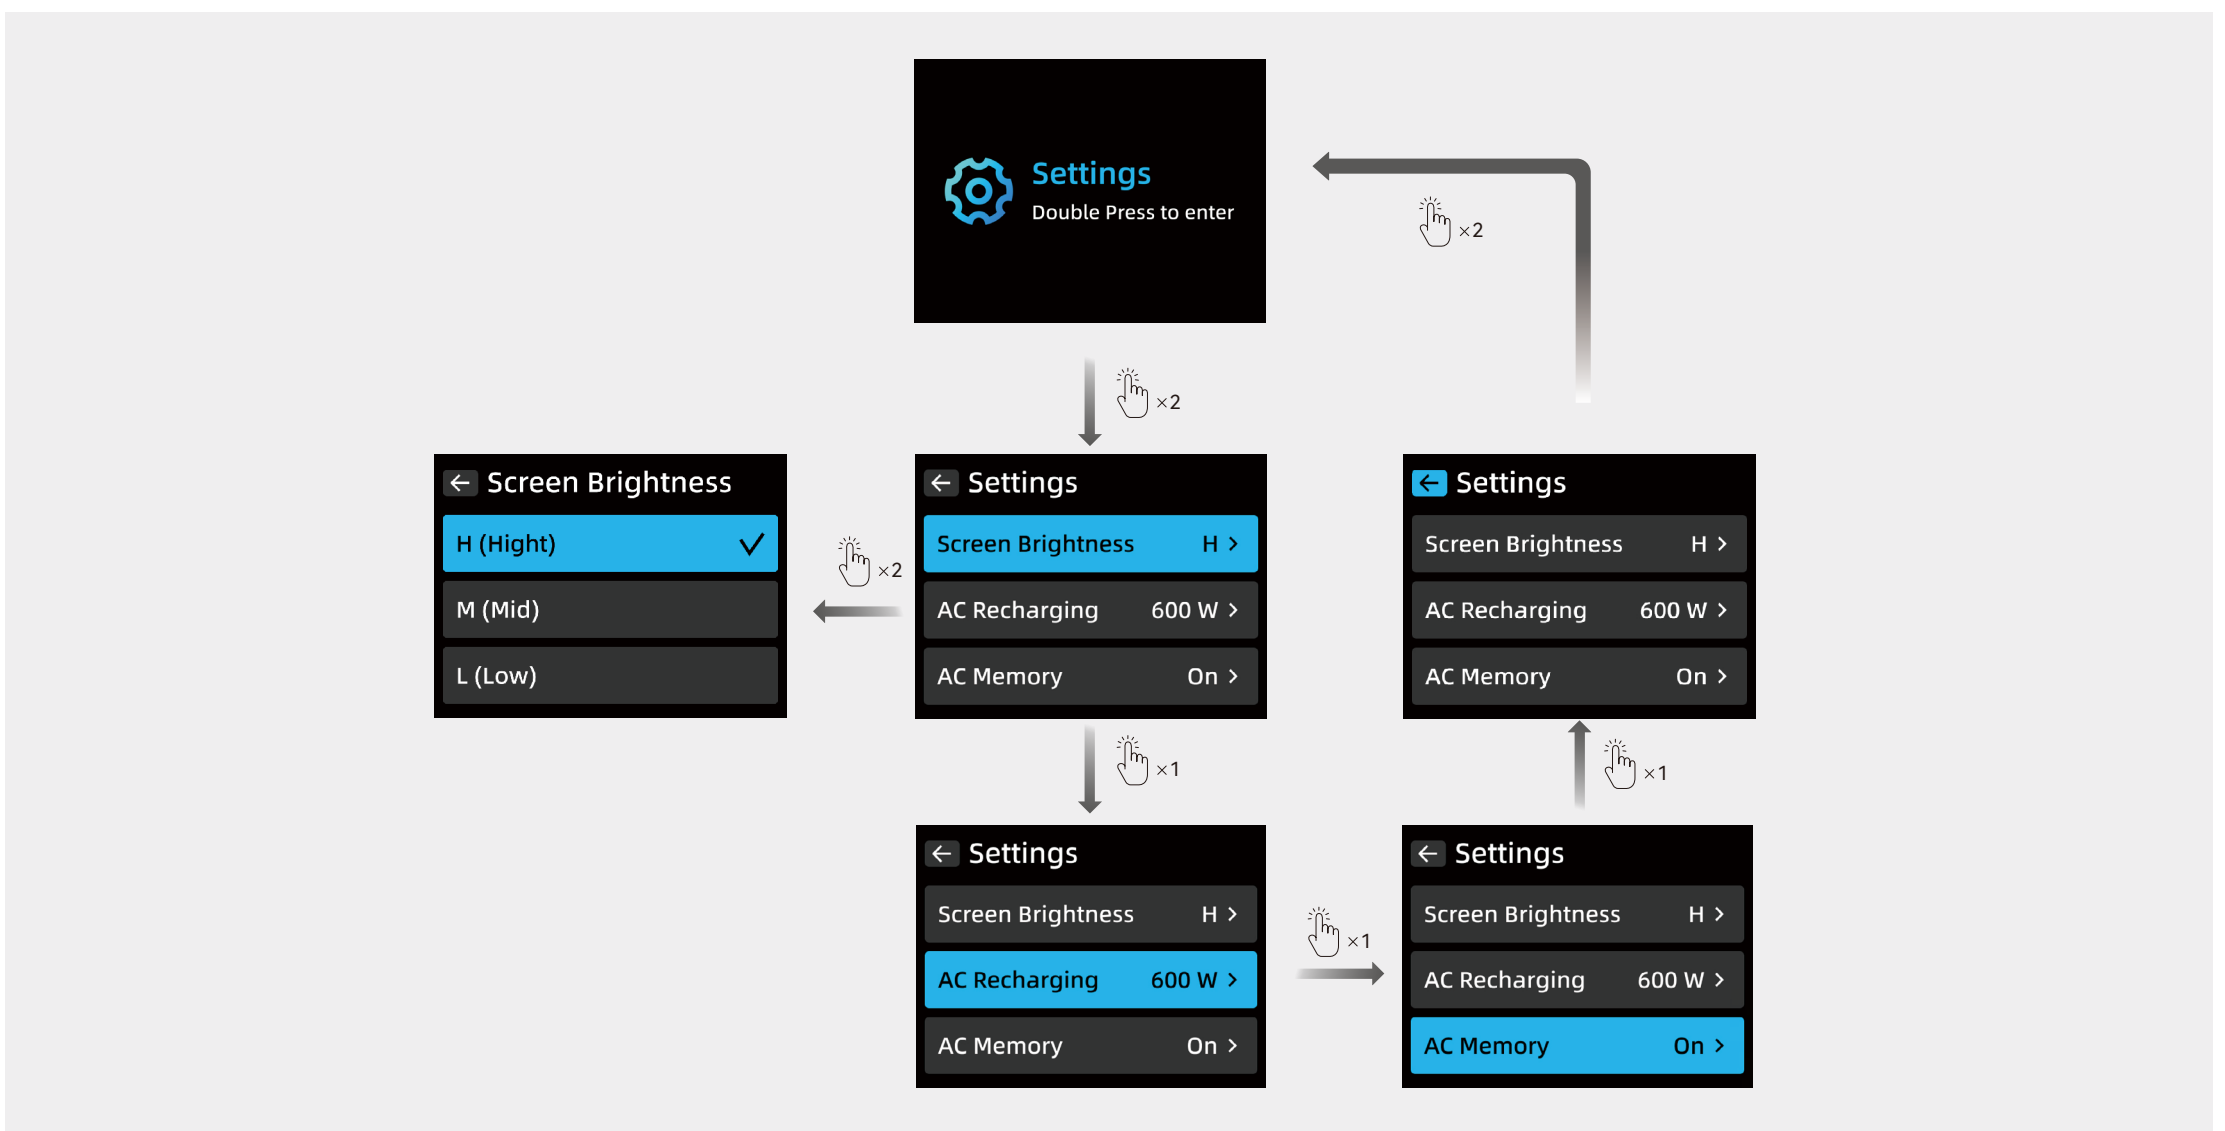 Settings
Double Press to enter
×2
×2
Screen Brightness
H (Hight)
M (Mid)
L (Low)
×2
Settings
Screen Brightness H >
AC Recharging 600 W >
AC Memory On >
Settings
Screen Brightness H >
AC Recharging 600 W >
AC Memory On >
×1
×1
Settings
Screen Brightness H >
AC Recharging 600 W >
AC Memory On >
×1
Settings
Screen Brightness H >
AC Recharging 600 W >
AC Memory On >